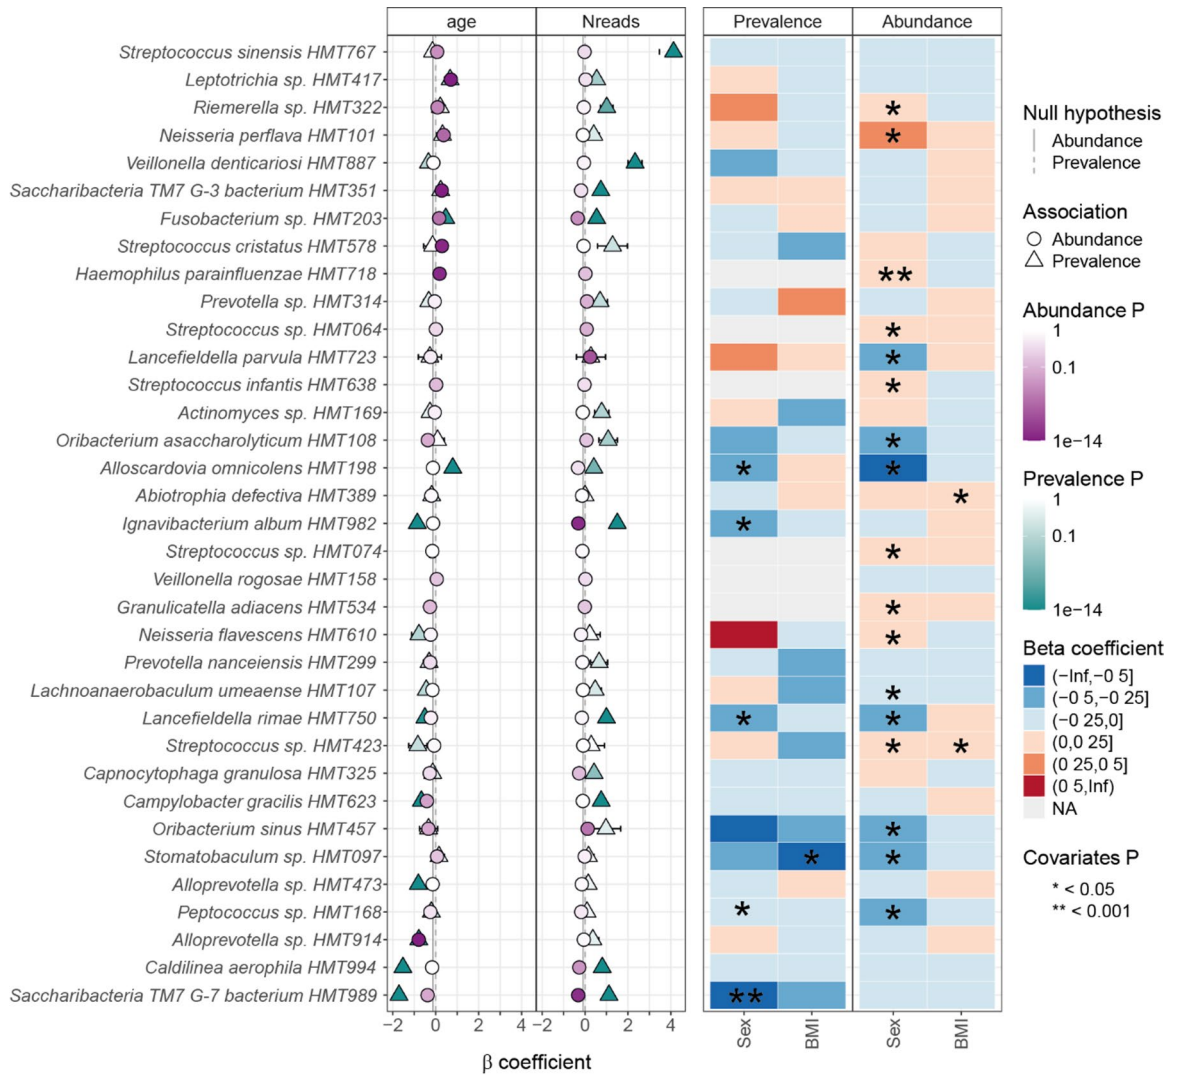 age
Nreads
Prevalence
Abundance
Streptococcus sinensis HMT767
Leptotrichia sp. HMT417
Riemerella sp. HMT322
*
Neisseria perflava HMT101
*
Veillonella denticariosi HMT887
Saccharibacteria TM7 G-3 bacterium HMT351
Fusobacterium sp. HMT203
Streptococcus cristatus HMT578
Haemophilus parainfluenzae HMT718
**
Prevotella sp. HMT314
Streptococcus sp. HMT064
*
Lancefieldella parvula HMT723
*
Streptococcus infantis HMT638
*
Actinomyces sp. HMT169
Oribacterium asaccharolyticum HMT108
*
Alloscardovia omnicolens HMT198
* *
Abiotrophia defectiva HMT389
*
Ignavibacterium album HMT982
*
Streptococcus sp. HMT074
*
Veillonella rogosae HMT158
Granulicatella adiacens HMT534
*
Neisseria flavescens HMT610
*
Prevotella nanceiensis HMT299
Lachnoanaerobaculum umeaense HMT107
*
Lancefieldella rimae HMT750
* *
Streptococcus sp. HMT423
* *
Capnocytophaga granulosa HMT325
Campylobacter gracilis HMT623
Oribacterium sinus HMT457
*
Stomatobaculum sp. HMT097
* *
Alloprevotella sp. HMT473
Peptococcus sp. HMT168
* *
Alloprevotella sp. HMT914
Caldilinea aerophila HMT994
Saccharibacteria TM7 G-7 bacterium HMT989
**
−2 0 2 4 −2 0 2 4
β coefficient
Sex
BMI
Sex
BMI
Null hypothesis
Abundance
Prevalence
Association
Abundance
Prevalence
Abundance P
1
0.1
1e−14
Prevalence P
1
0.1
1e−14
Beta coefficient
(−Inf,−0 5]
(−0 5,−0 25]
(−0 25,0]
(0,0 25]
(0 25,0 5]
(0 5,Inf)
NA
Covariates P
* < 0.05
** < 0.001